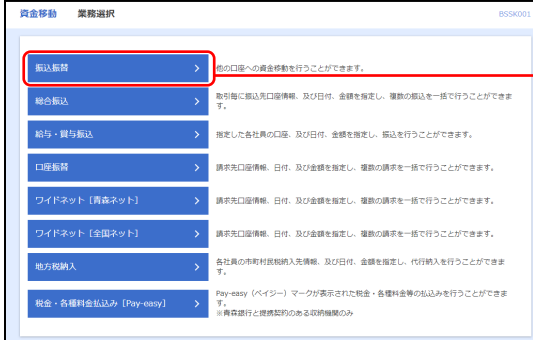 資金移動 業務選択 BSSK001
振込振替 他の口座への資金移動を行うことができます。
総合振込 取引毎に振込先口座情報、及び日付、金額を指定し、複数の振込を一括で行うことができま
す。
給与・賞与振込 指定した各社員の口座、及び日付、金額を指定し、振込を行うことができます。
口座振替 請求先口座情報、日付、及び金額を指定し、複数の請求を一括で行うことができます。
ワイドネット［青森ネット］ 請求先口座情報、日付、及び金額を指定し、複数の請求を一括で行うことができます。
ワイドネット［全国ネット］ 請求先口座情報、日付、及び金額を指定し、複数の請求を一括で行うことができます。
地方税納入 各社員の市町村民税納入先情報、及び日付、金額を指定し、代行納入を行うことができま
す。
税金・各種料金払込み［Pay-easy］ Pay-easy（ペイジー）マークが表示された税金・各種料金等の払込みを行うことができま
す。
※青森銀行と提携契約のある収納機関のみ